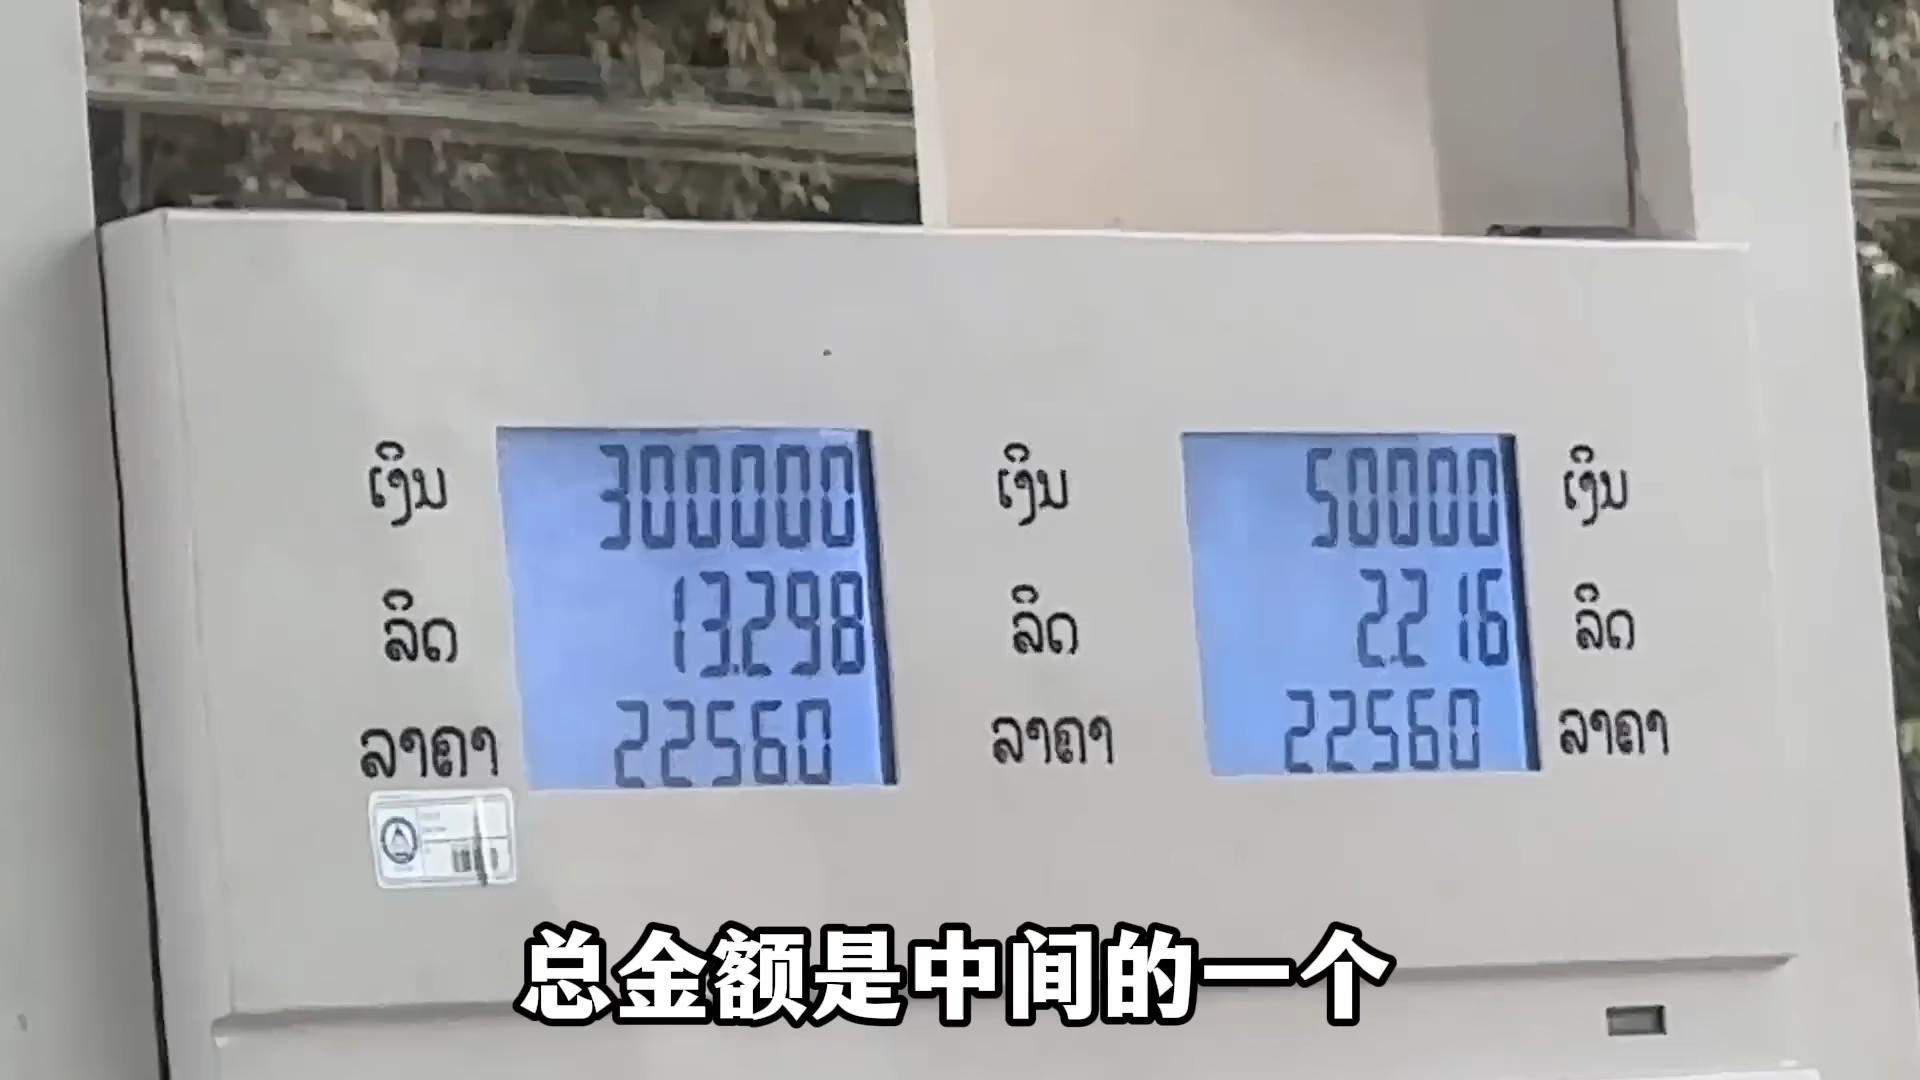 ເງິນ 300000 ເງິນ 50000 ເງິນ
ລິດ 13.298 ລິດ 2.216 ລິດ
ລາຄາ 22560 ລາຄາ 22560 ລາຄາ
总金额是中间的一个